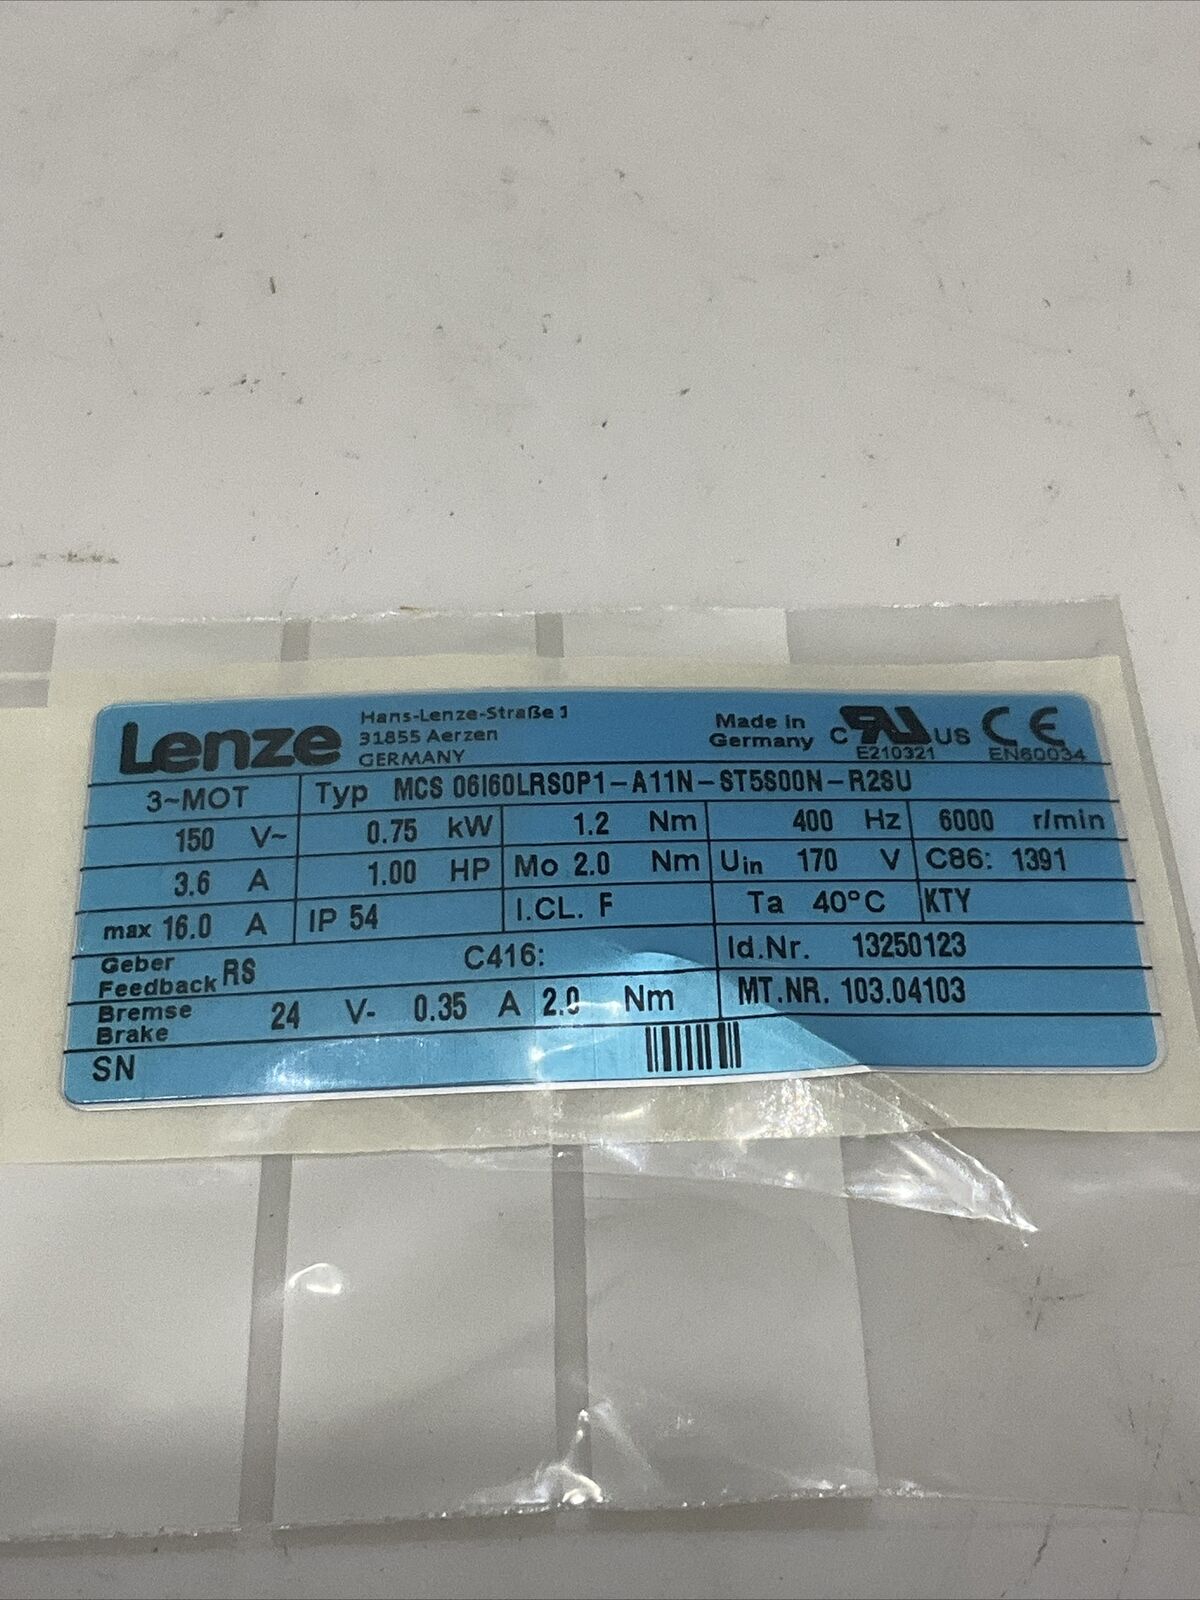 Lenze Hans-Lenze-Straße 1
31855 Aerzen
GERMANY
Made in
Germany
C RU US CE
E210321 EN60034
3~MOT Typ MCS 06I60LRS0P1-A11N-ST5S00N-R2SU
150 V~ 0.75 kW 1.2 Nm 400 Hz 6000 r/min
3.6 A 1.00 HP Mo 2.0 Nm Uin 170 V C86: 1391
max 16.0 A IP 54 I.CL. F Ta 40°C KTY
Geber
Feedback RS C416: Id.Nr. 13250123
Bremse
Brake 24 V- 0.35 A 2.0 Nm MT.NR. 103.04103
SN